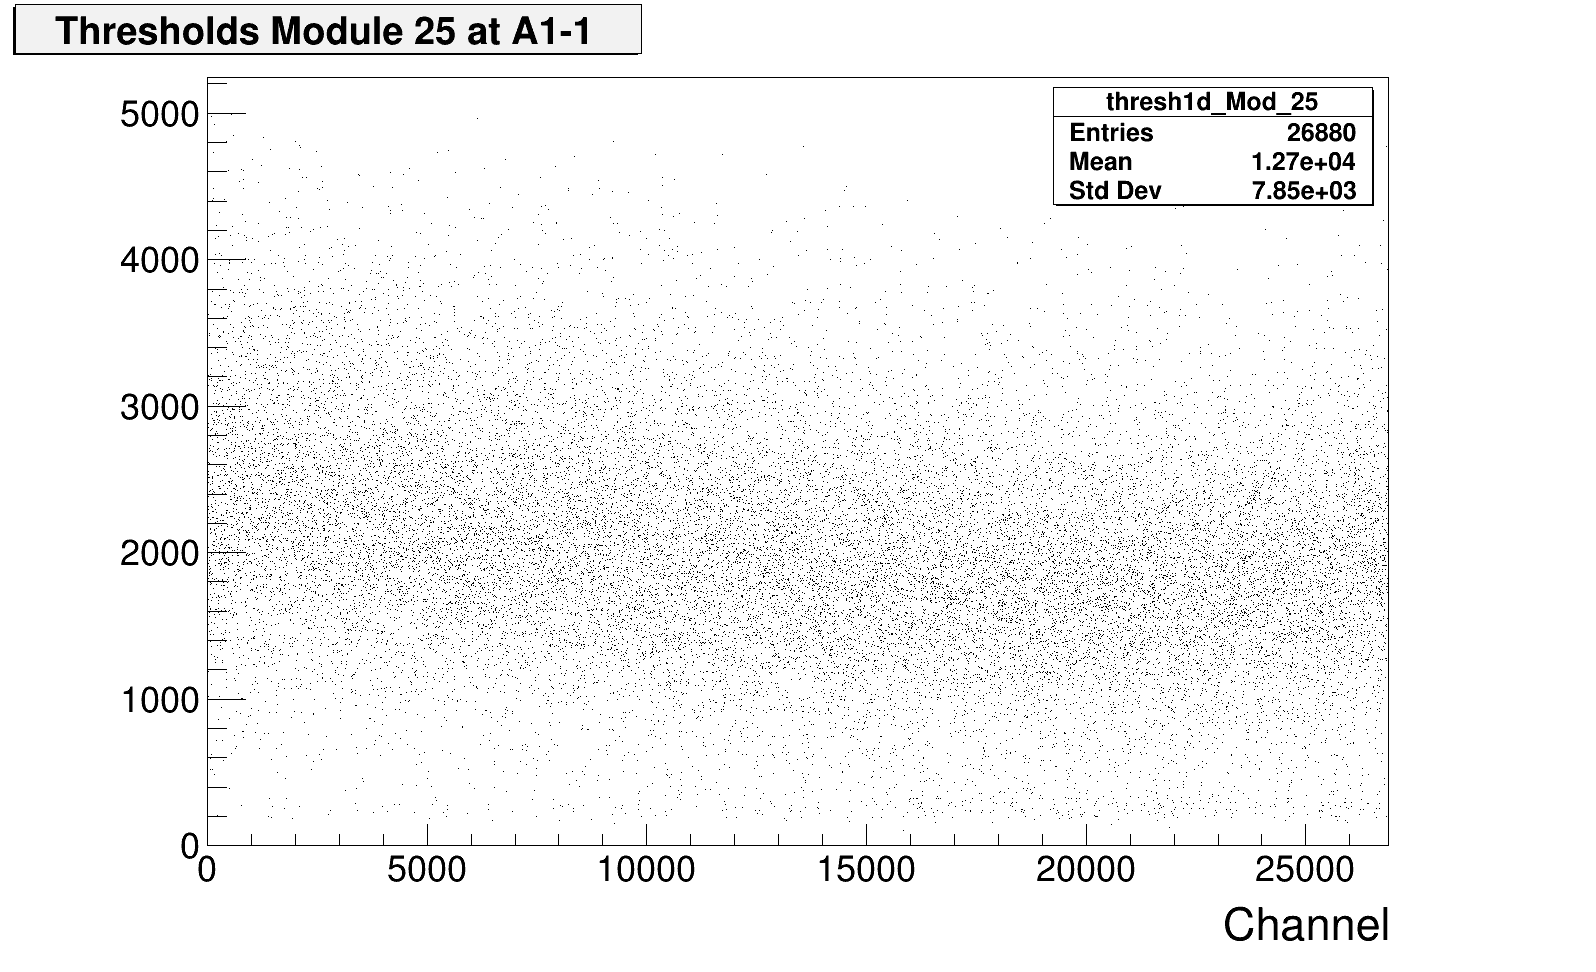 Thresholds Module 25 at A1-1
thresh1d_Mod_25
Entries 26880
Mean 1.27e+04
Std Dev 7.85e+03
5000
4000
3000
2000
1000
0
0 5000 10000 15000 20000 25000
Channel